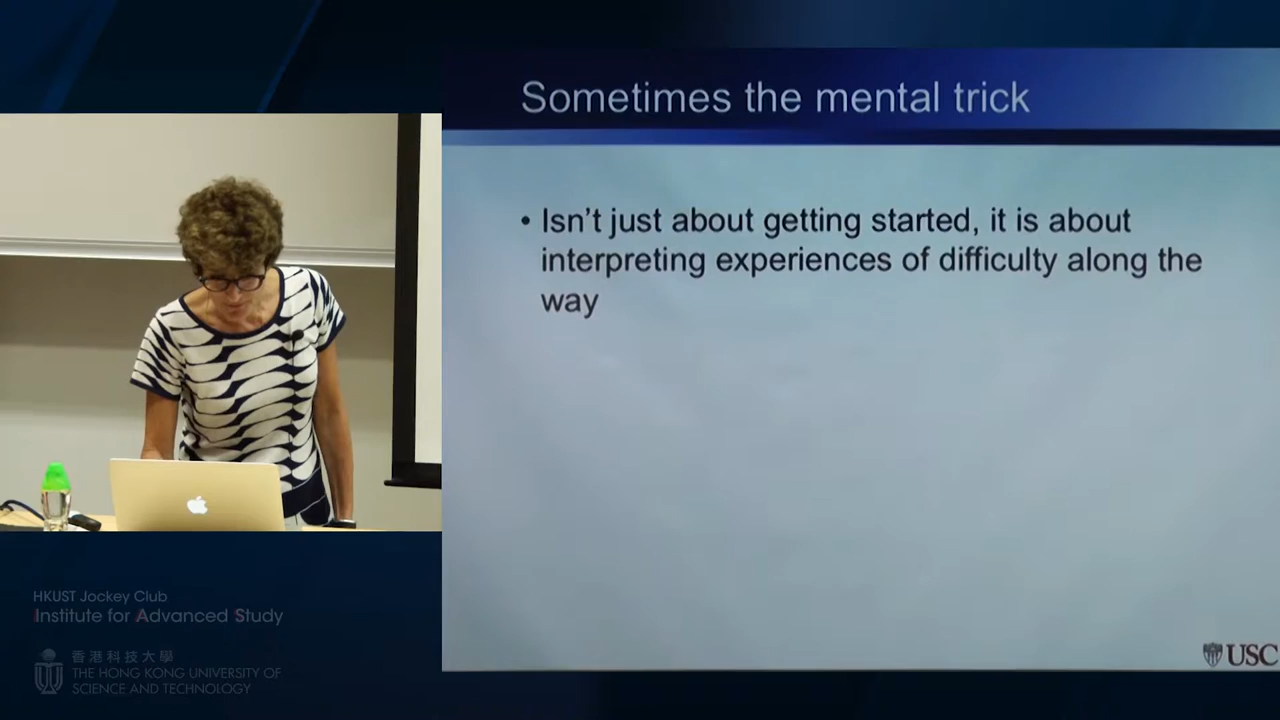 Sometimes the mental trick
• Isn't just about getting started, it is about
interpreting experiences of difficulty along the
way
USC
HKUST Jockey Club
Institute for Advanced Study
香港科技大學
THE HONG KONG UNIVERSITY OF
SCIENCE AND TECHNOLOGY